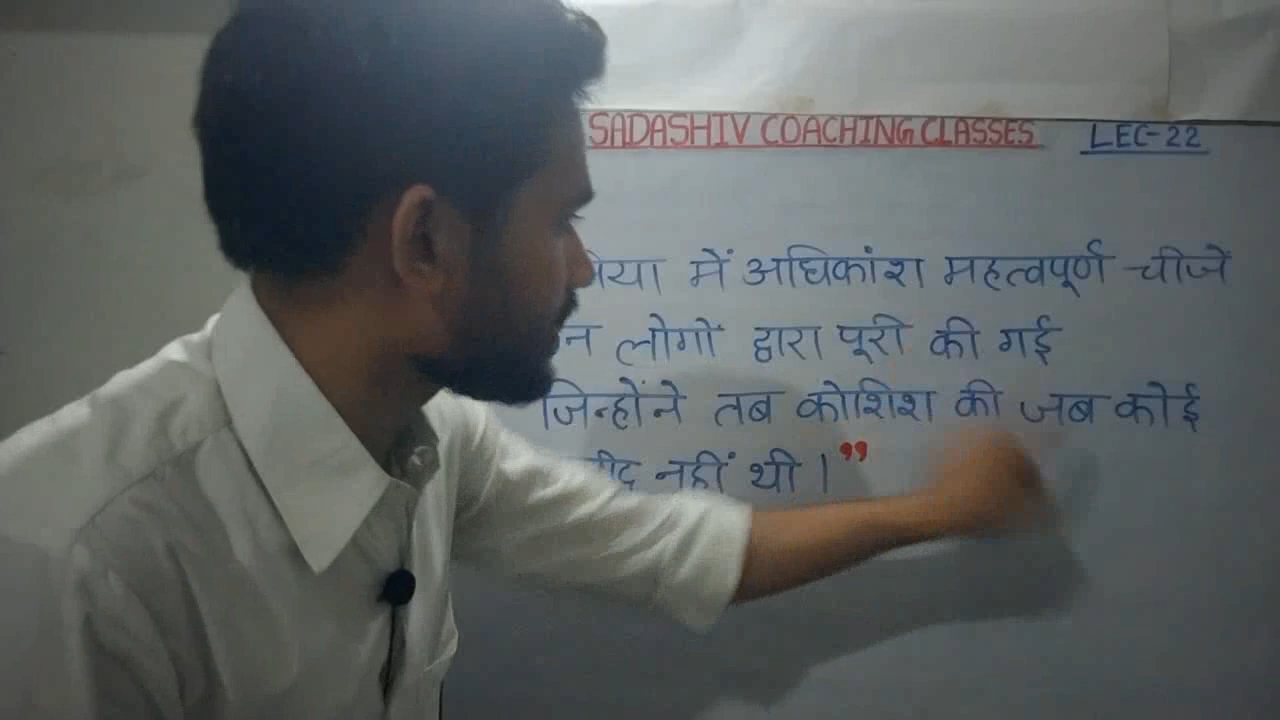 SADASHIV COACHING CLASSES LEC-22
में अधिकांश महत्वपूर्ण चीजें
लोगों द्वारा पूरी की गई
जिन्होंने तब कोशिश की जब कोई
नहीं थी।”